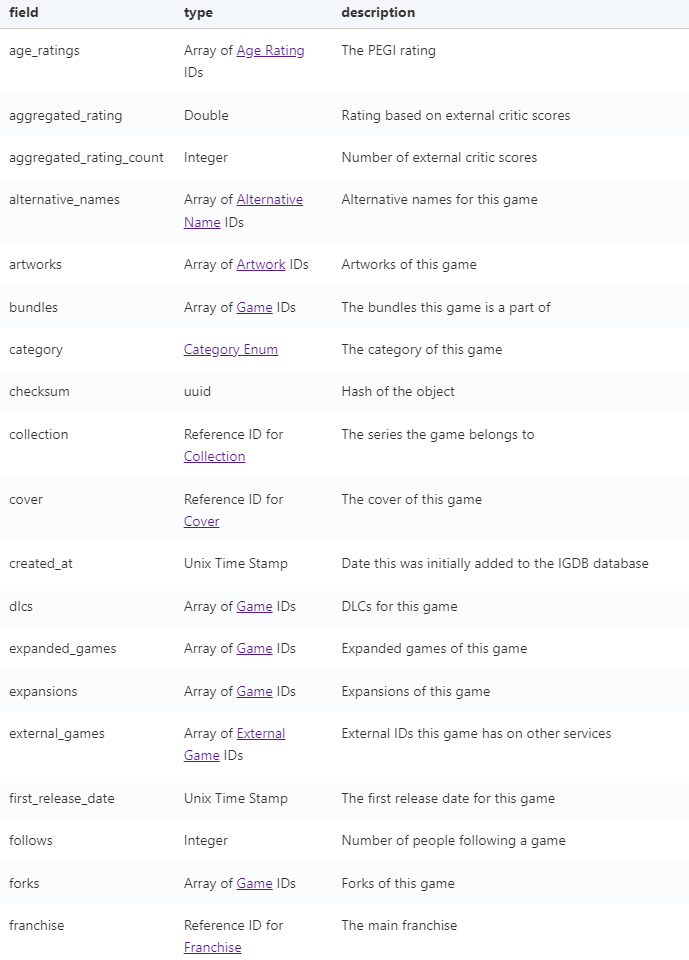 field type description
age_ratings Array of Age Rating The PEGI rating
IDs
aggregated_rating Double Rating based on external critic scores
aggregated_rating_count Integer Number of external critic scores
alternative_names Array of Alternative Alternative names for this game
Name IDs
artworks Array of Artwork IDs Artworks of this game
bundles Array of Game IDs The bundles this game is a part of
category Category Enum The category of this game
checksum uuid Hash of the object
collection Reference ID for The series the game belongs to
Collection
cover Reference ID for The cover of this game
Cover
created_at Unix Time Stamp Date this was initially added to the IGDB database
dlcs Array of Game IDs DLCs for this game
expanded_games Array of Game IDs Expanded games of this game
expansions Array of Game IDs Expansions of this game
external_games Array of External External IDs this game has on other services
Game IDs
first_release_date Unix Time Stamp The first release date for this game
follows Integer Number of people following a game
forks Array of Game IDs Forks of this game
franchise Reference ID for The main franchise
Franchise